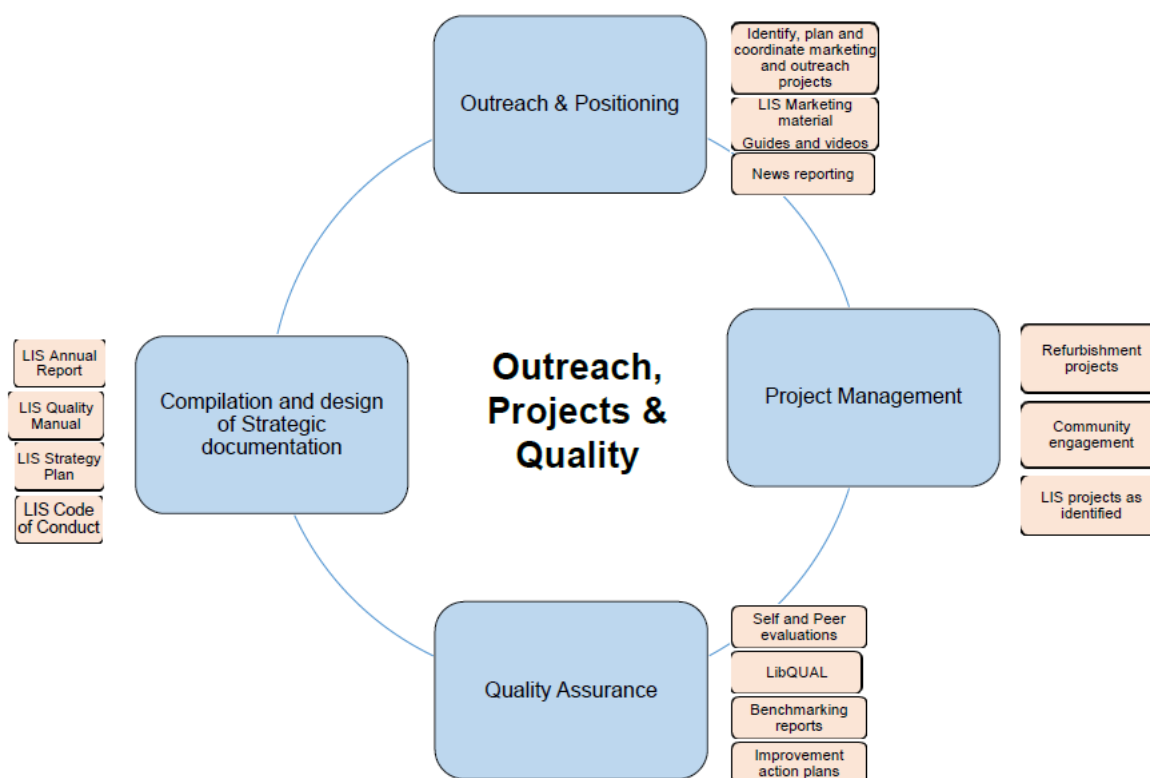 Outreach & Positioning
Identify, plan and
coordinate marketing
and outreach
projects
LIS Marketing
material
Guides and videos
News reporting
Outreach,
Projects &
Quality
Project Management
Refurbishment
projects
Community
engagement
LIS projects as
identified
Quality Assurance
Self and Peer
evaluations
LibQUAL
Benchmarking
reports
Improvement
action plans
Compilation and design
of Strategic
documentation
LIS Annual
Report
LIS Quality
Manual
LIS Strategy
Plan
LIS Code
of Conduct